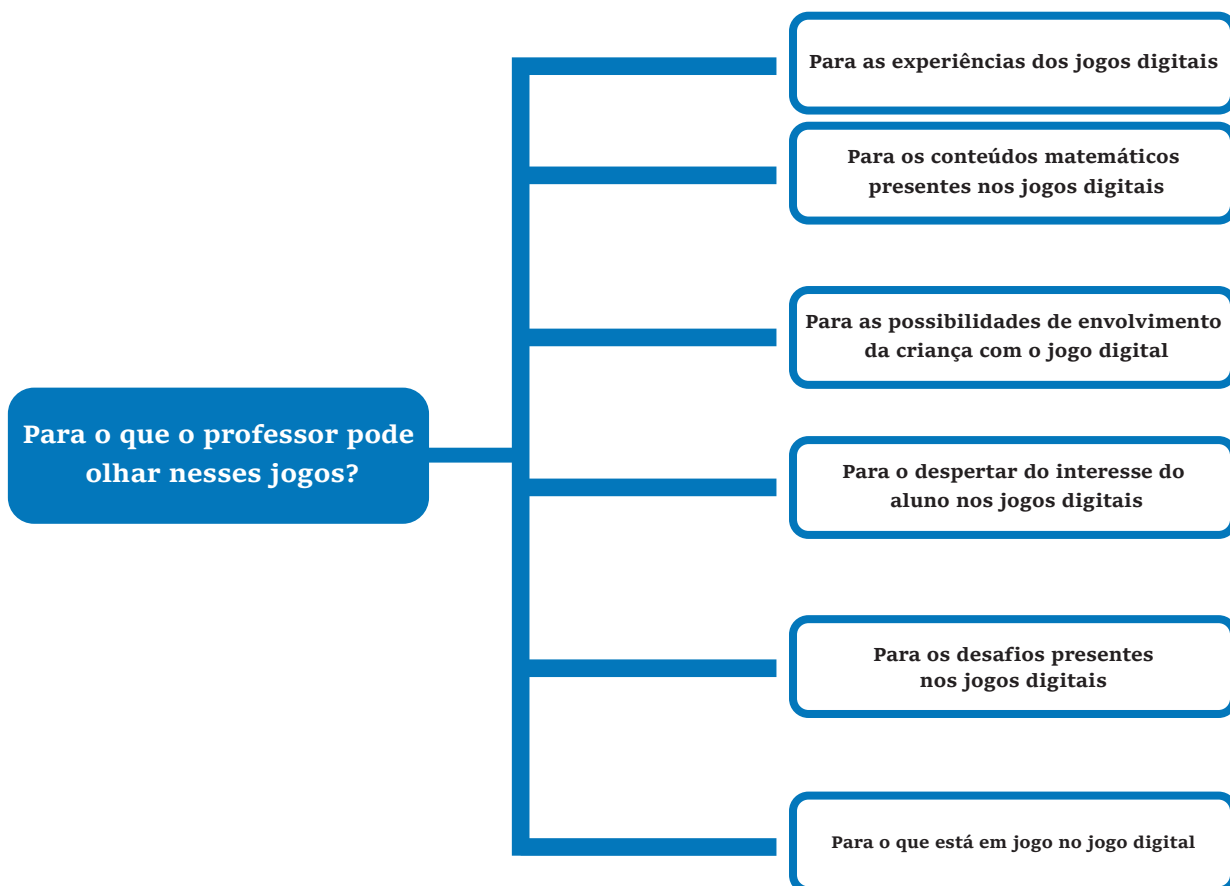 Para o que o professor pode
olhar nesses jogos?
Para as experiências dos jogos digitais
Para os conteúdos matemáticos
presentes nos jogos digitais
Para as possibilidades de envolvimento
da criança com o jogo digital
Para o despertar do interesse do
aluno nos jogos digitais
Para os desafios presentes
nos jogos digitais
Para o que está em jogo no jogo digital